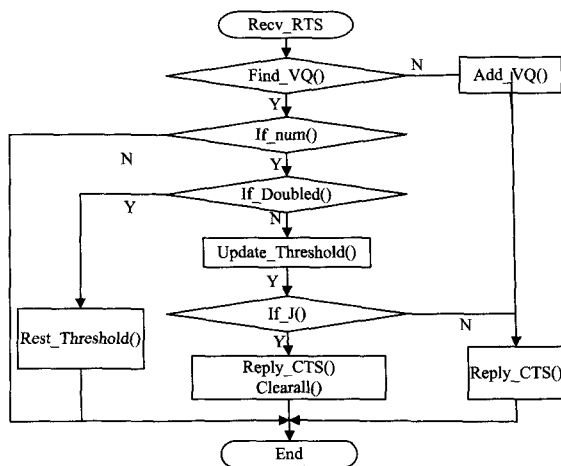 Recv_RTS
Find_VQ()
N
Add_VQ()
Y
If_num()
N
Y
If_Doubled()
Y
N
Update_Threshold()
Y
If_J()
N
Rest_Threshold()
Y
Reply_CTS()
Clearall()
Reply_CTS()
End